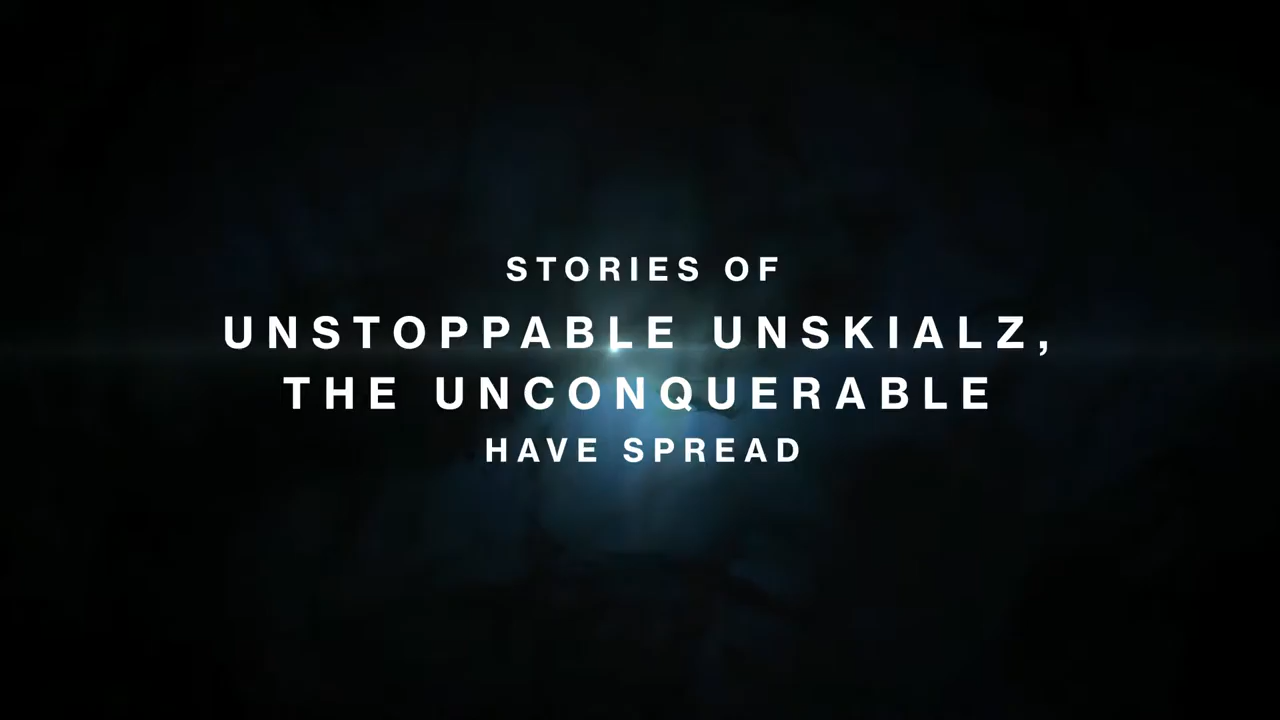 STORIES OF
UNSTOPPABLE UNSKIALZ,
THE UNCONQUERABLE
HAVE SPREAD